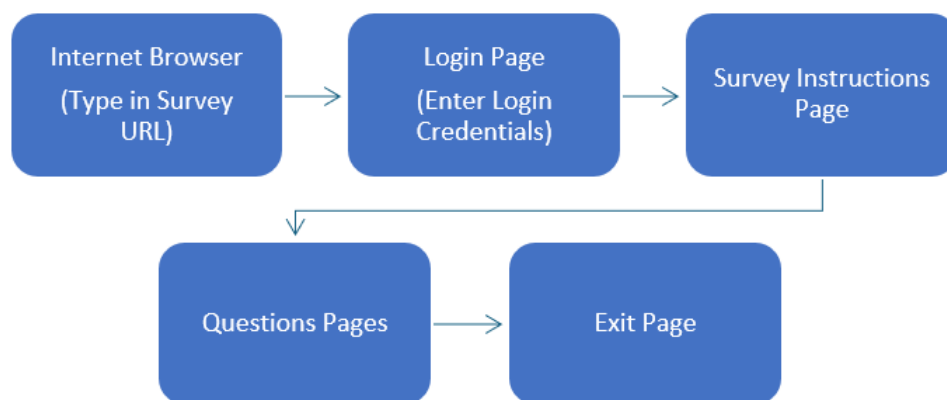 Internet Browser
(Type in Survey
URL)
Login Page
(Enter Login
Credentials)
Survey Instructions
Page
Questions Pages
Exit Page